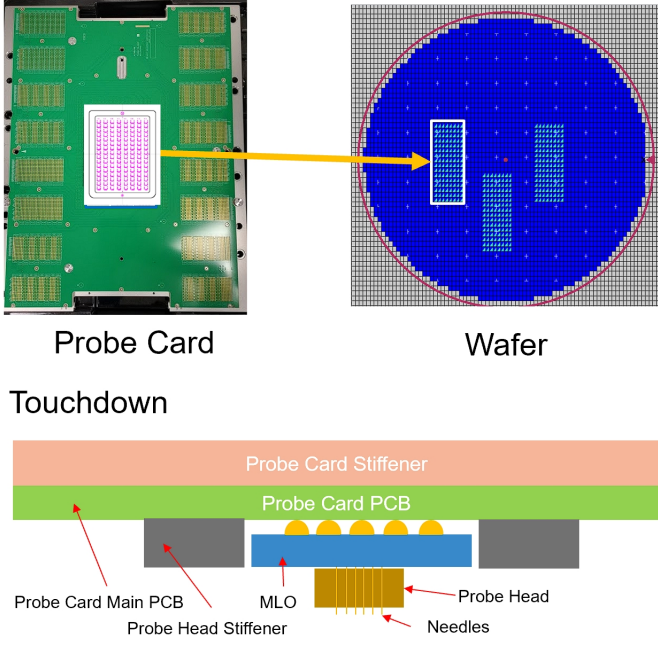 Probe Card
Wafer
Touchdown
Probe Card Stiffener
Probe Card PCB
Probe Card Main PCB
MLO
Probe Head
Probe Head Stiffener
Needles